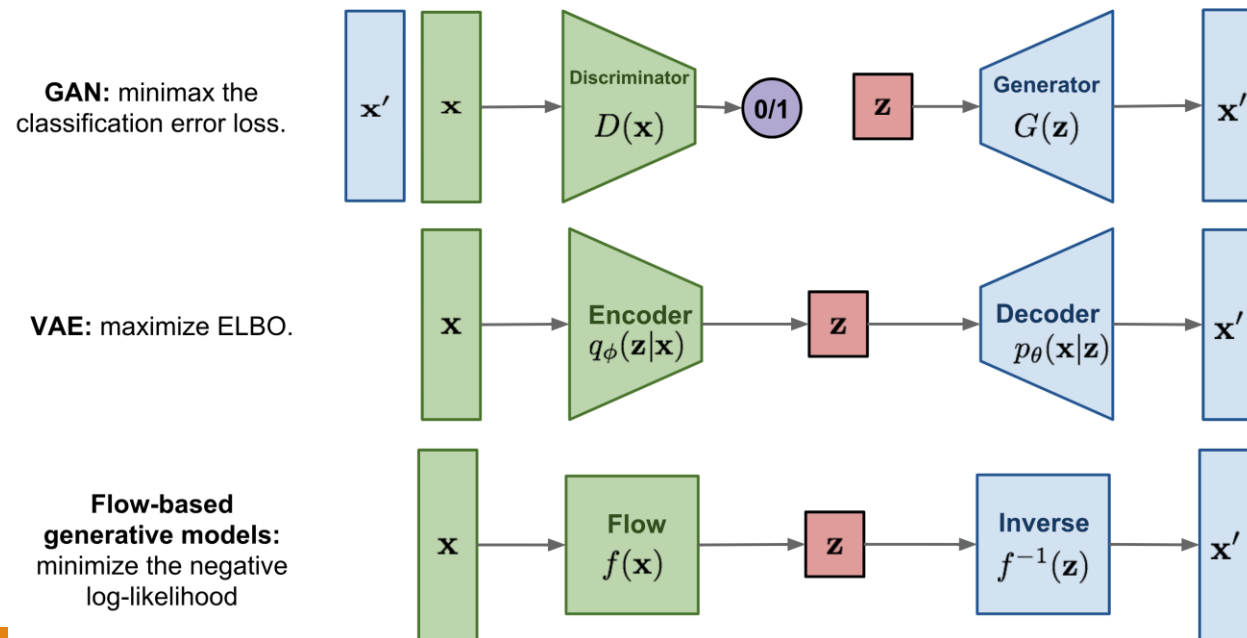 GAN: minimax the
classification error loss.
x′
x
Discriminator
D(x)
0/1
z
Generator
G(z)
x′
VAE: maximize ELBO.
x
Encoder
qϕ(z|x)
z
Decoder
pθ(x|z)
x′
Flow-based
generative models:
minimize the negative
log-likelihood
x
Flow
f(x)
z
Inverse
f⁻¹(z)
x′